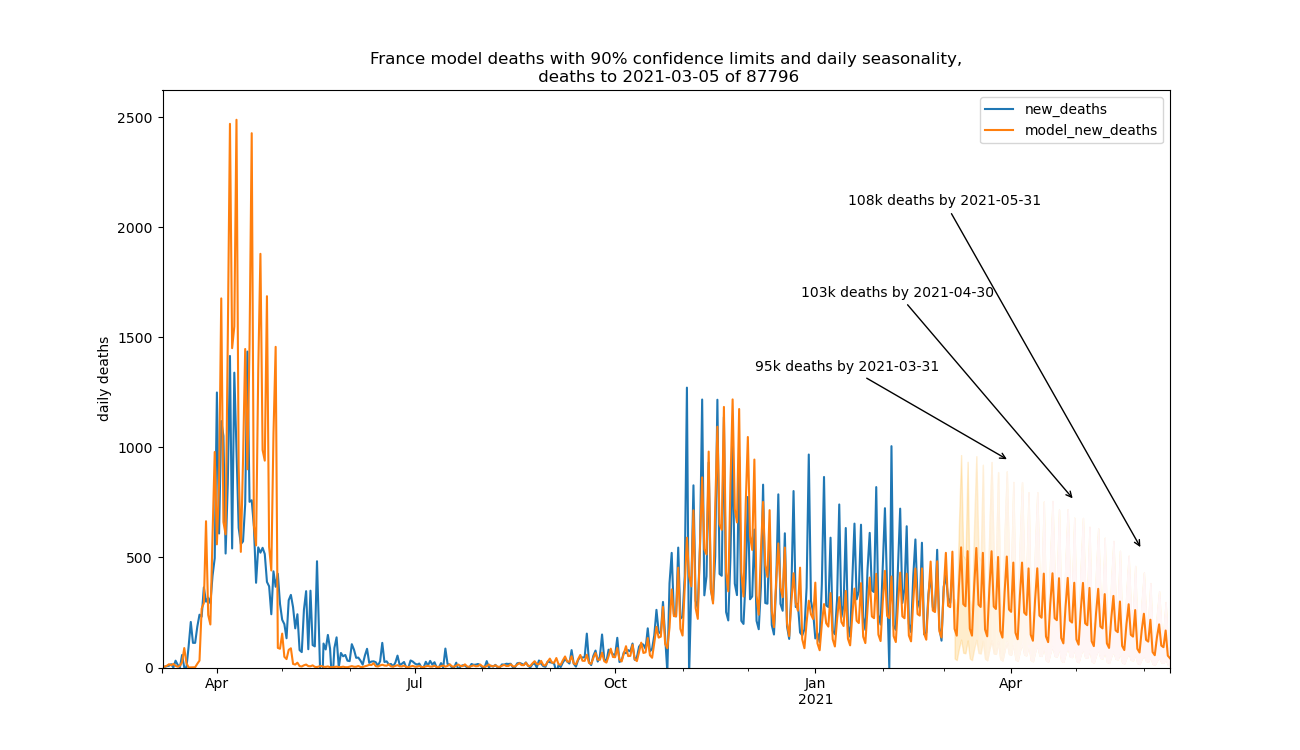 France model deaths with 90% confidence limits and daily seasonality,
deaths to 2021-03-05 of 87796
new_deaths
model_new_deaths
108k deaths by 2021-05-31
103k deaths by 2021-04-30
95k deaths by 2021-03-31
daily deaths
2500
2000
1500
1000
500
0
Apr
Jul
Oct
Jan
2021
Apr